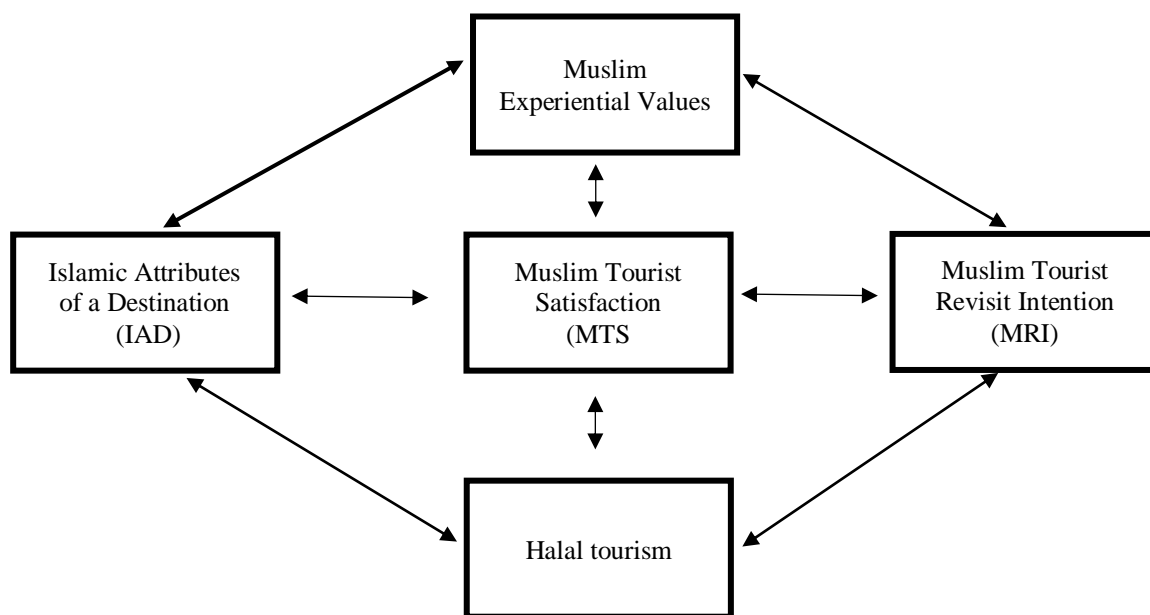 Muslim
Experiential Values
Islamic Attributes
of a Destination
(IAD)
Muslim Tourist
Satisfaction
(MTS
Muslim Tourist
Revisit Intention
(MRI)
Halal tourism